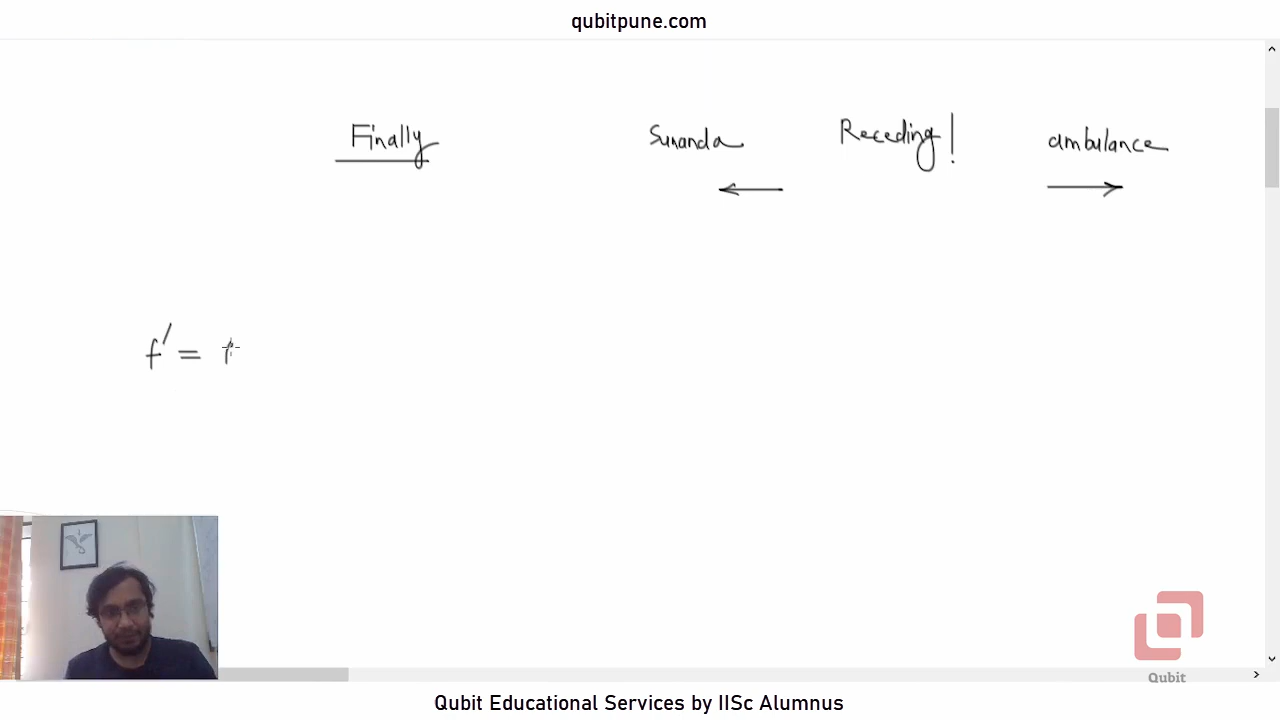 qubitpune.com
Finally Sunanda Receding! ambulance
f' = f
Qubit
Qubit Educational Services by IISc Alumnus